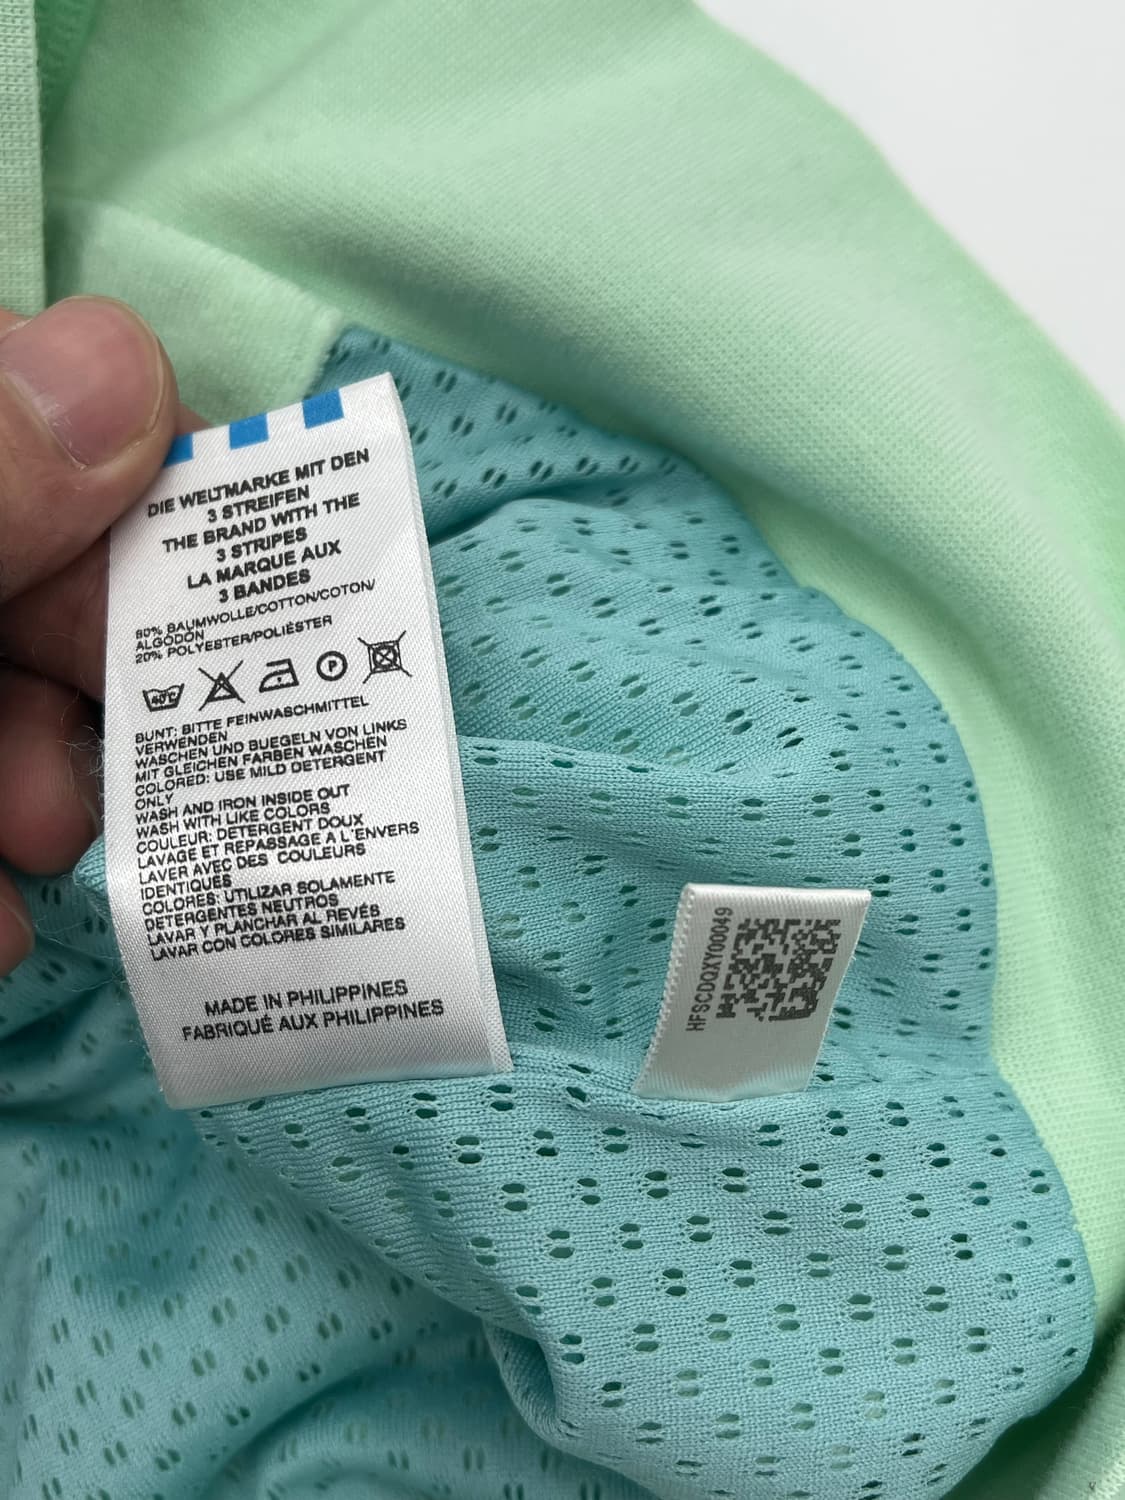 DIE WELTMARKE MIT DEN
3 STREIFEN
THE BRAND WITH THE
3 STRIPES
LA MARQUE AUX
3 BANDES
80% BAUMWOLLE/COTTON/COTON/
ALGODÓN
20% POLYESTER/POLIÉSTER
40°C
P
BUNT: BITTE FEINWASCHMITTEL
VERWENDEN
WASCHEN UND BUEGELN VON LINKS
MIT GLEICHEN FARBEN WASCHEN
COLORED: USE MILD DETERGENT
ONLY
WASH AND IRON INSIDE OUT
WASH WITH LIKE COLORS
COULEUR: DETERGENT DOUX
LAVAGE ET REPASSAGE A L'ENVERS
LAVER AVEC DES COULEURS
IDENTIQUES
COLORES: UTILIZAR SOLAMENTE
DETERGENTES NEUTROS
LAVAR Y PLANCHAR AL REVÉS
LAVAR CON COLORES SIMILARES
MADE IN PHILIPPINES
FABRIQUÉ AUX PHILIPPINES
HFSCDQXY00049